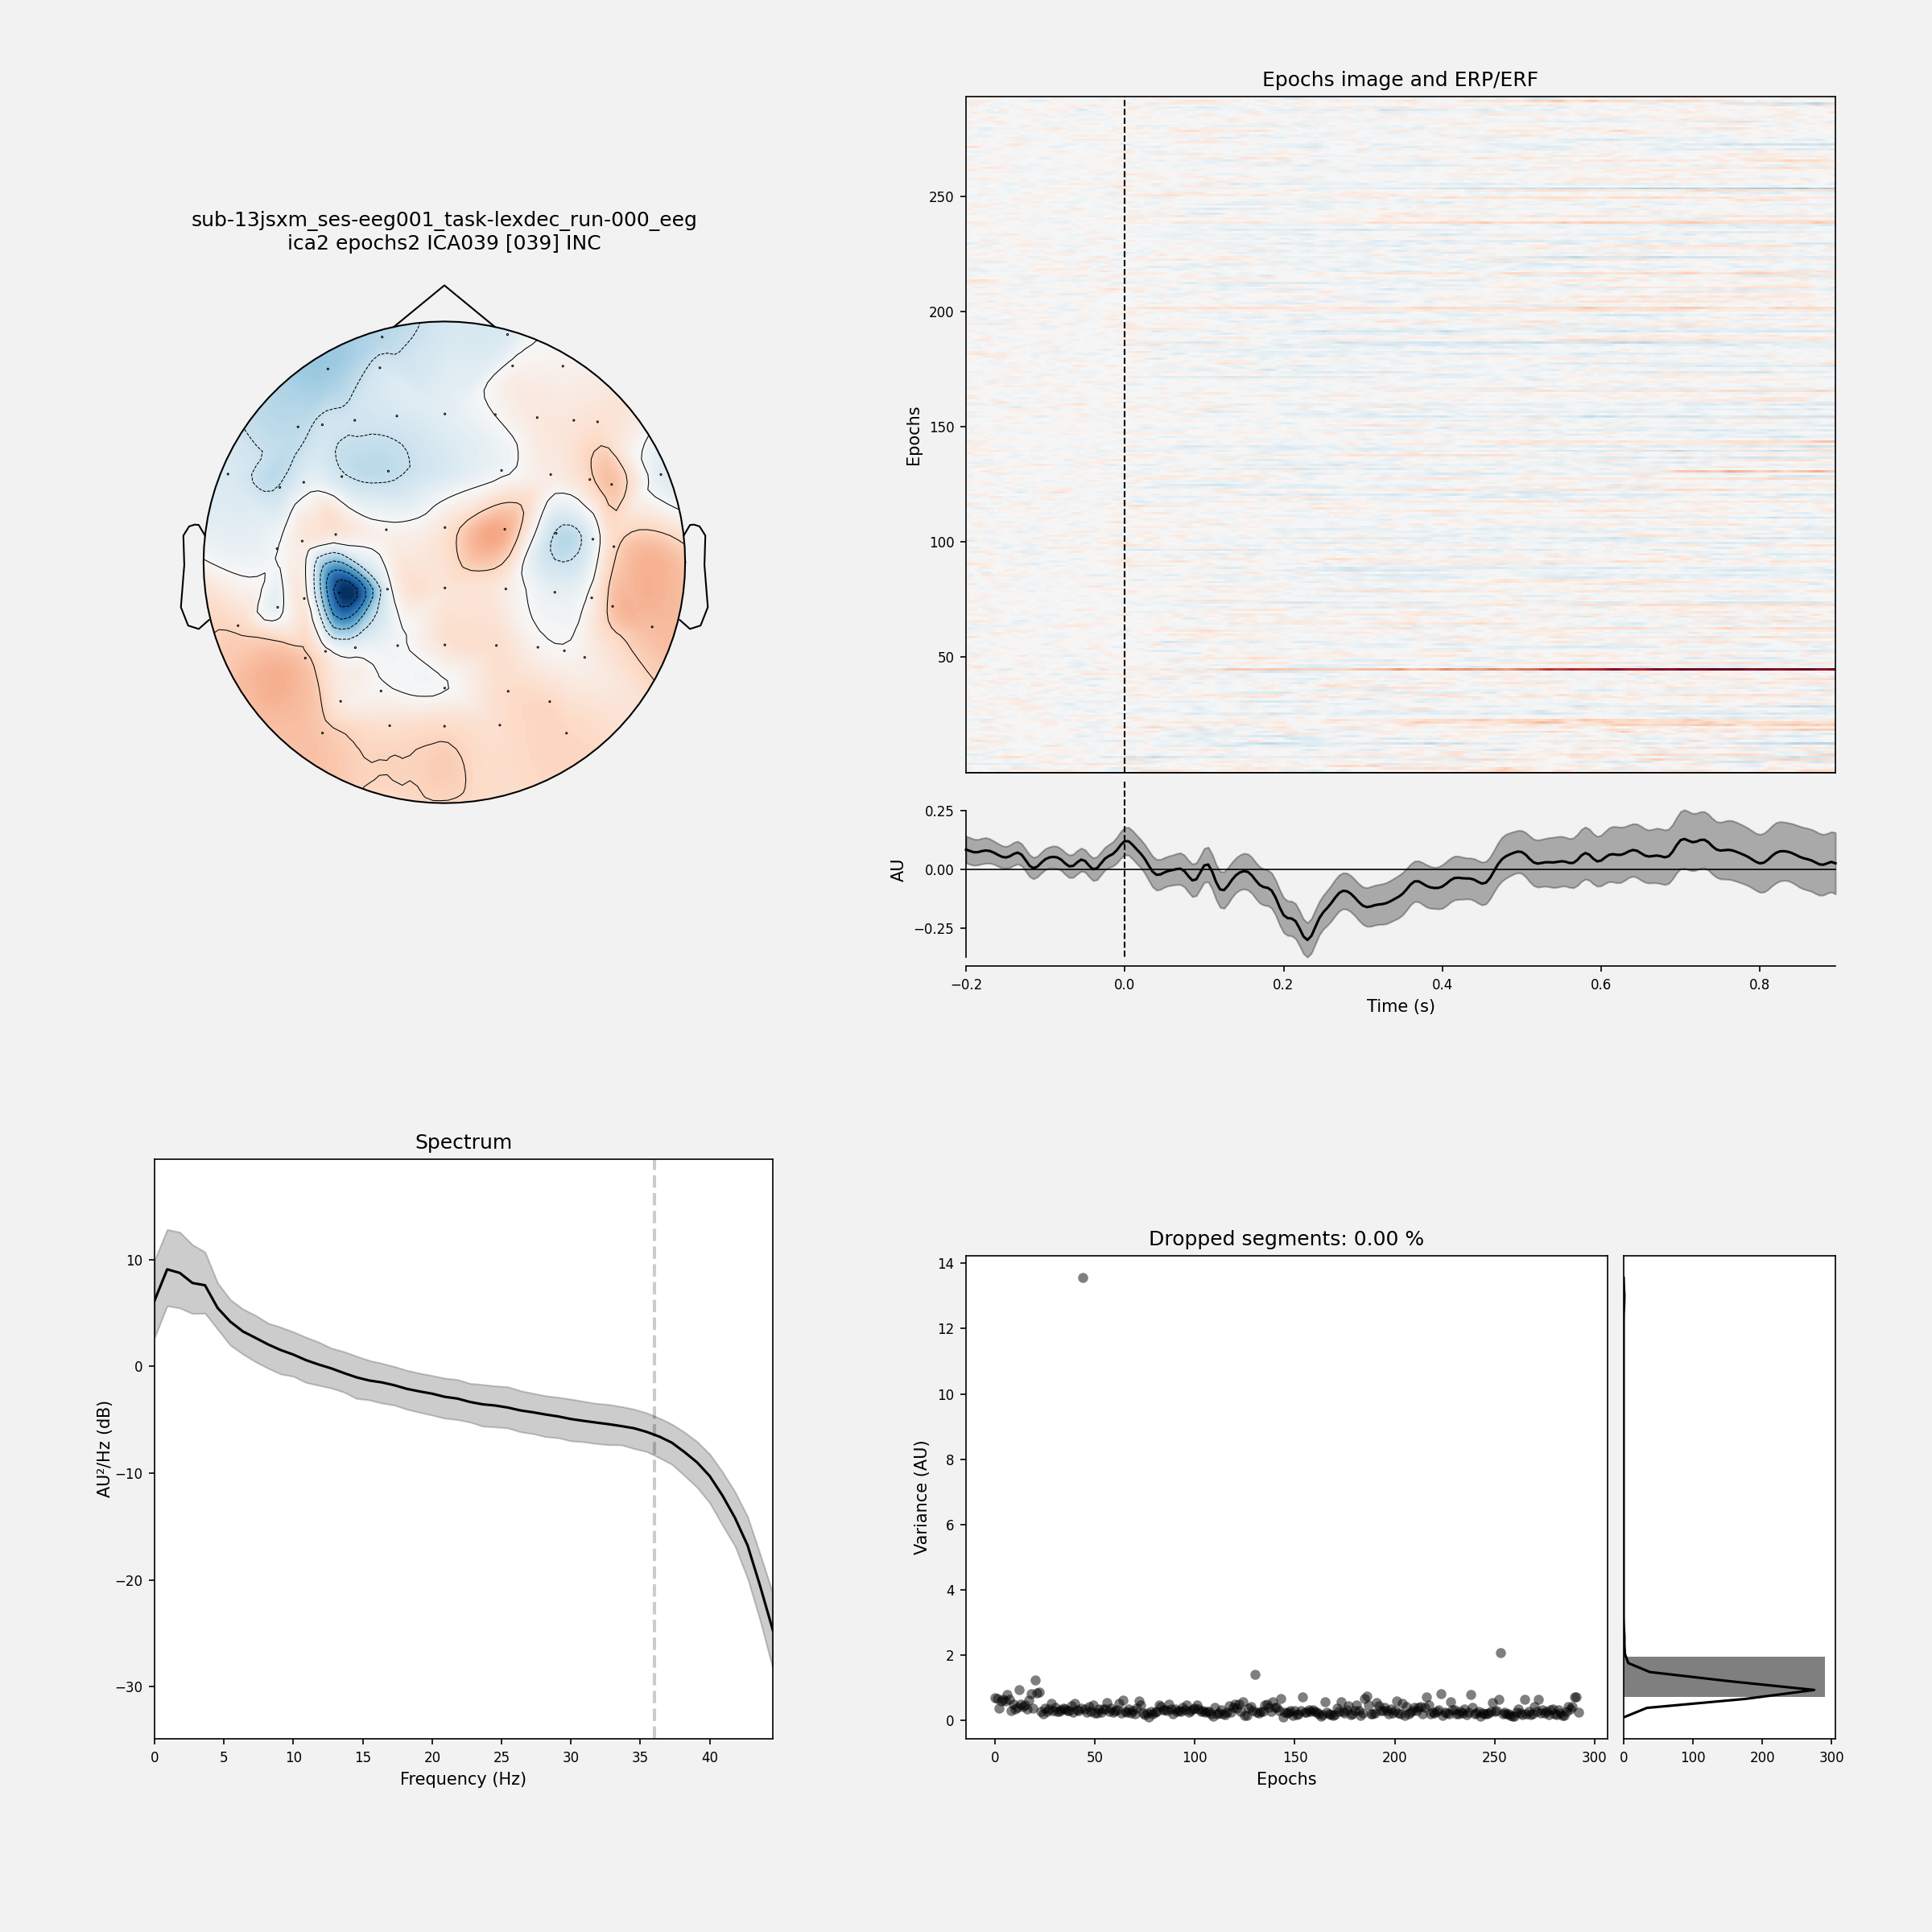 sub-13jsxm_ses-eeg001_task-lexdec_run-000_eeg
ica2 epochs2 ICA039 [039] INC
Epochs image and ERP/ERF
Epochs
250
200
150
100
50
AU
0.25
0.00
−0.25
−0.2 0.0 0.2 0.4 0.6 0.8
Time (s)
Spectrum
AU²/Hz (dB)
10
0
−10
−20
−30
0 5 10 15 20 25 30 35 40
Frequency (Hz)
Dropped segments: 0.00 %
Variance (AU)
14
12
10
8
6
4
2
0
0 50 100 150 200 250 300
Epochs
0 100 200 300